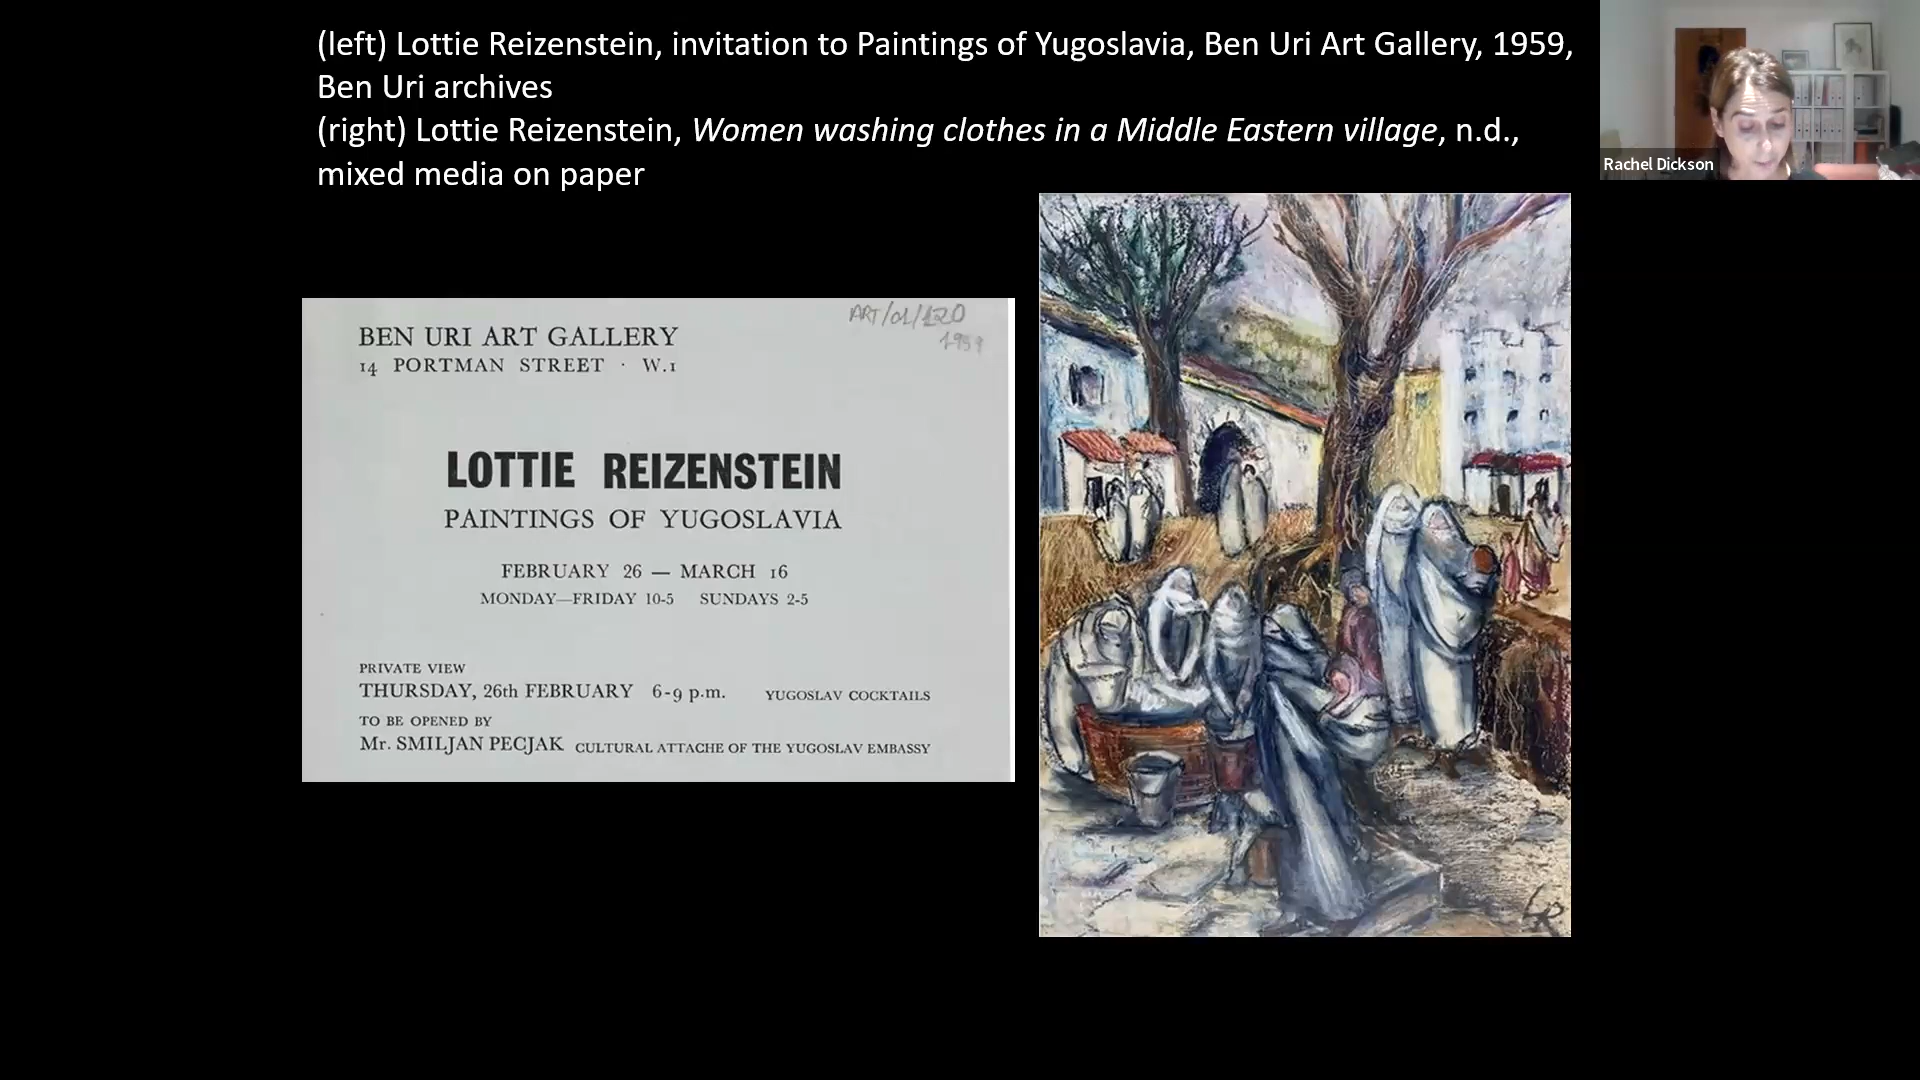 (left) Lottie Reizenstein, invitation to Paintings of Yugoslavia, Ben Uri Art Gallery, 1959,
Ben Uri archives
(right) Lottie Reizenstein, Women washing clothes in a Middle Eastern village, n.d.,
mixed media on paper
Rachel Dickson
ART/01/120
1959
BEN URI ART GALLERY
14 PORTMAN STREET · W.1
LOTTIE REIZENSTEIN
PAINTINGS OF YUGOSLAVIA
FEBRUARY 26 — MARCH 16
MONDAY—FRIDAY 10-5 SUNDAYS 2-5
PRIVATE VIEW
THURSDAY, 26th FEBRUARY 6-9 p.m. YUGOSLAV COCKTAILS
TO BE OPENED BY
Mr. SMILJAN PECJAK CULTURAL ATTACHE OF THE YUGOSLAV EMBASSY
LR